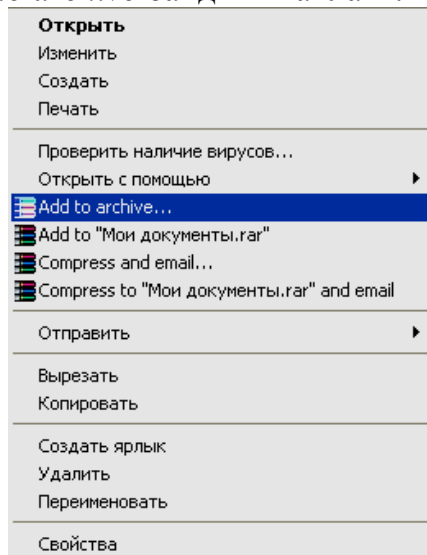 Открыть
Изменить
Создать
Печать
Проверить наличие вирусов...
Открыть с помощью
Add to archive...
Add to "Мои документы.rar"
Compress and email...
Compress to "Мои документы.rar" and email
Отправить
Вырезать
Копировать
Создать ярлык
Удалить
Переименовать
Свойства